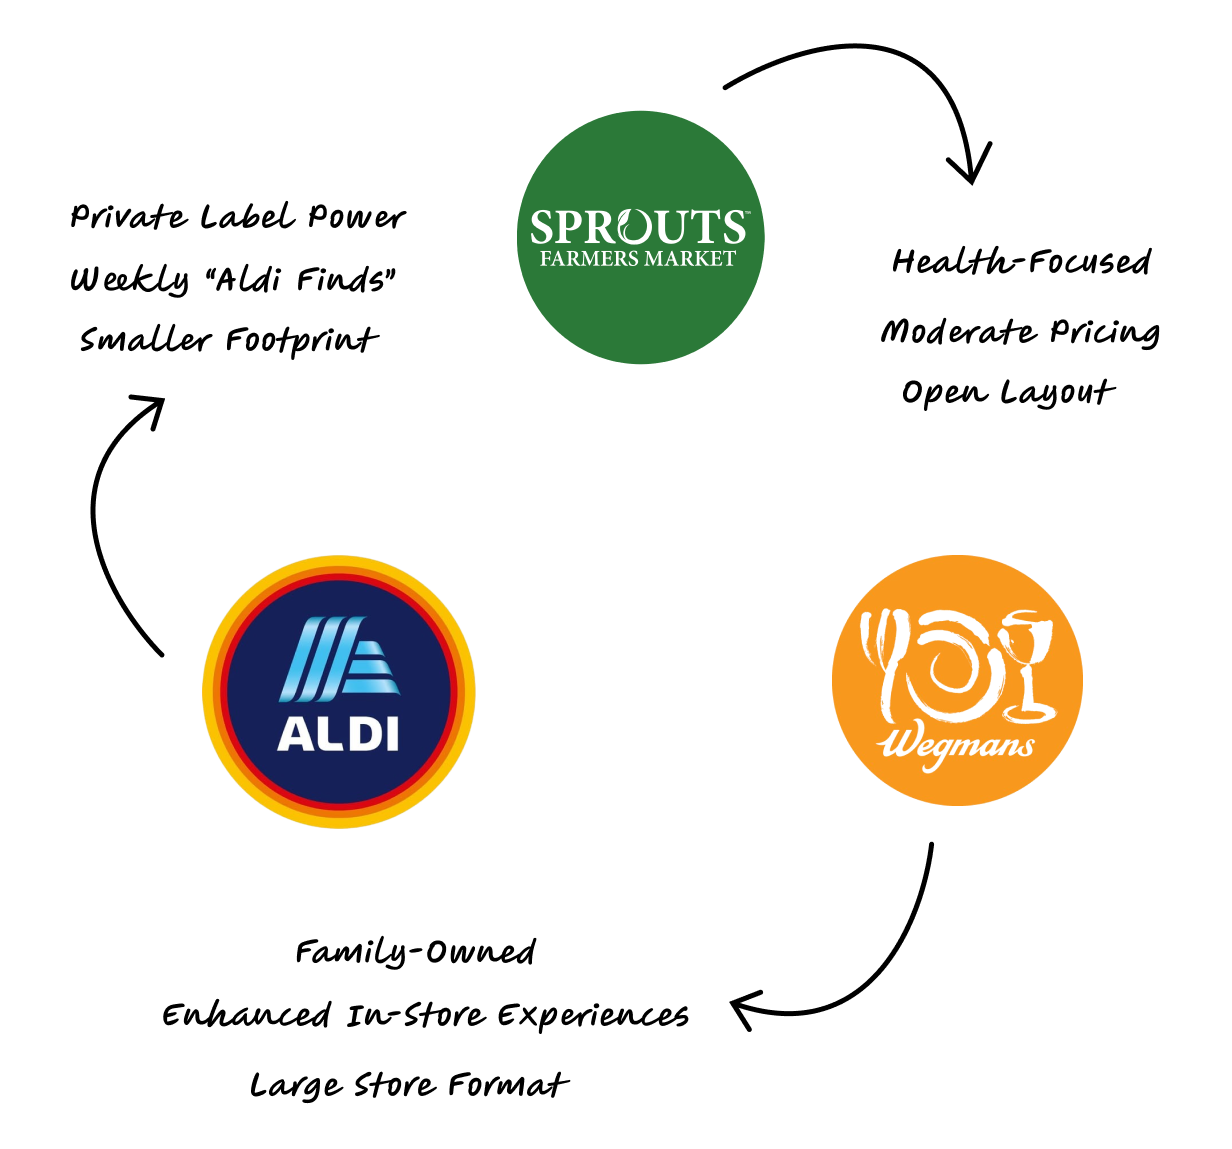 SPROUTS™
FARMERS MARKET
Private Label Power
Weekly “Aldi Finds”
Smaller Footprint
Health-Focused
Moderate Pricing
Open Layout
ALDI
Wegmans
Family-Owned
Enhanced In-Store Experiences
Large Store Format